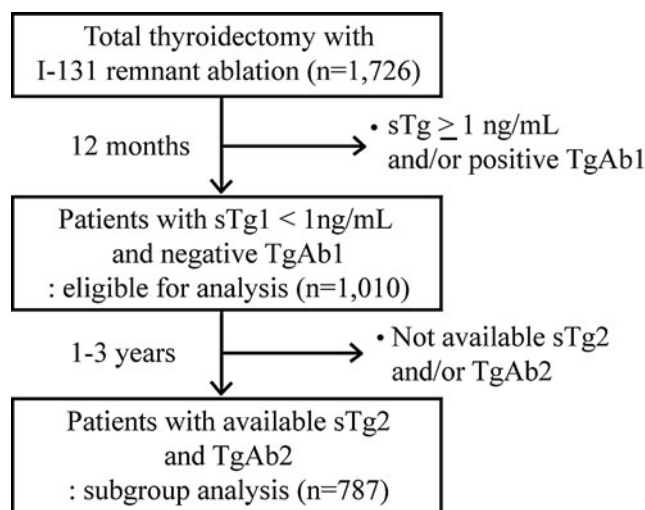 Total thyroidectomy with
I-131 remnant ablation (n=1,726)
12 months
• sTg ≥ 1 ng/mL
and/or positive TgAb1
Patients with sTg1 < 1ng/mL
and negative TgAb1
: eligible for analysis (n=1,010)
1-3 years
• Not available sTg2
and/or TgAb2
Patients with available sTg2
and TgAb2
: subgroup analysis (n=787)